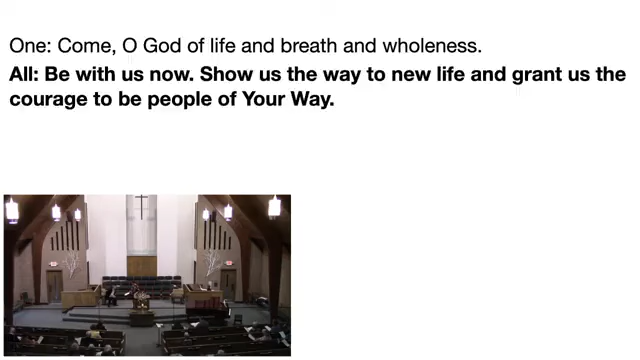 One: Come, O God of life and breath and wholeness.
All: Be with us now. Show us the way to new life and grant us the
courage to be people of Your Way.